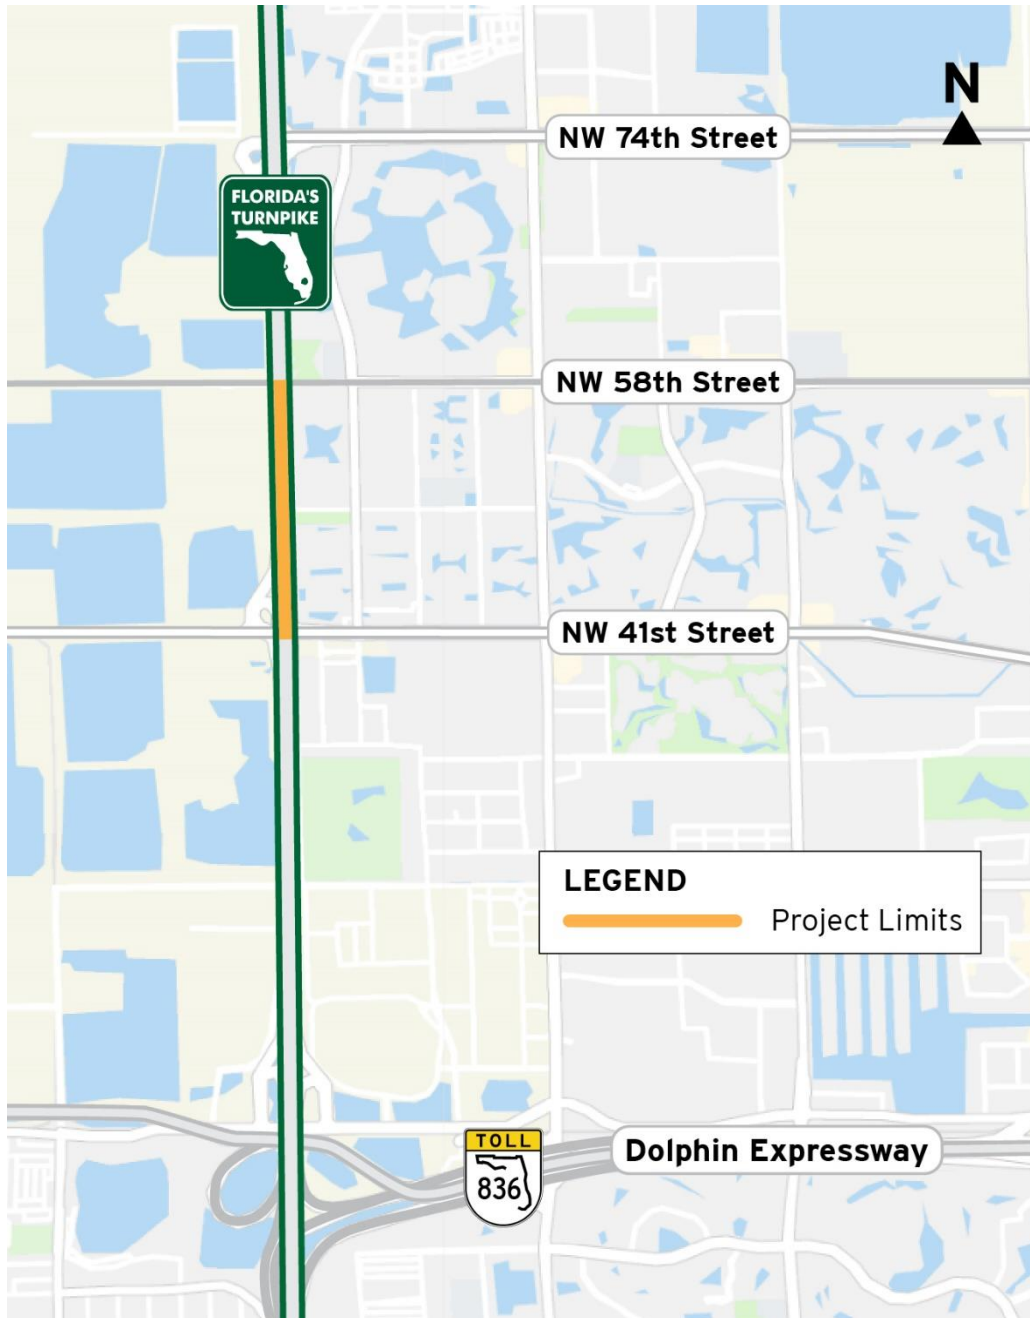 N
NW 74th Street
FLORIDA'S
TURNPIKE
NW 58th Street
NW 41st Street
LEGEND
Project Limits
TOLL
836
Dolphin Expressway